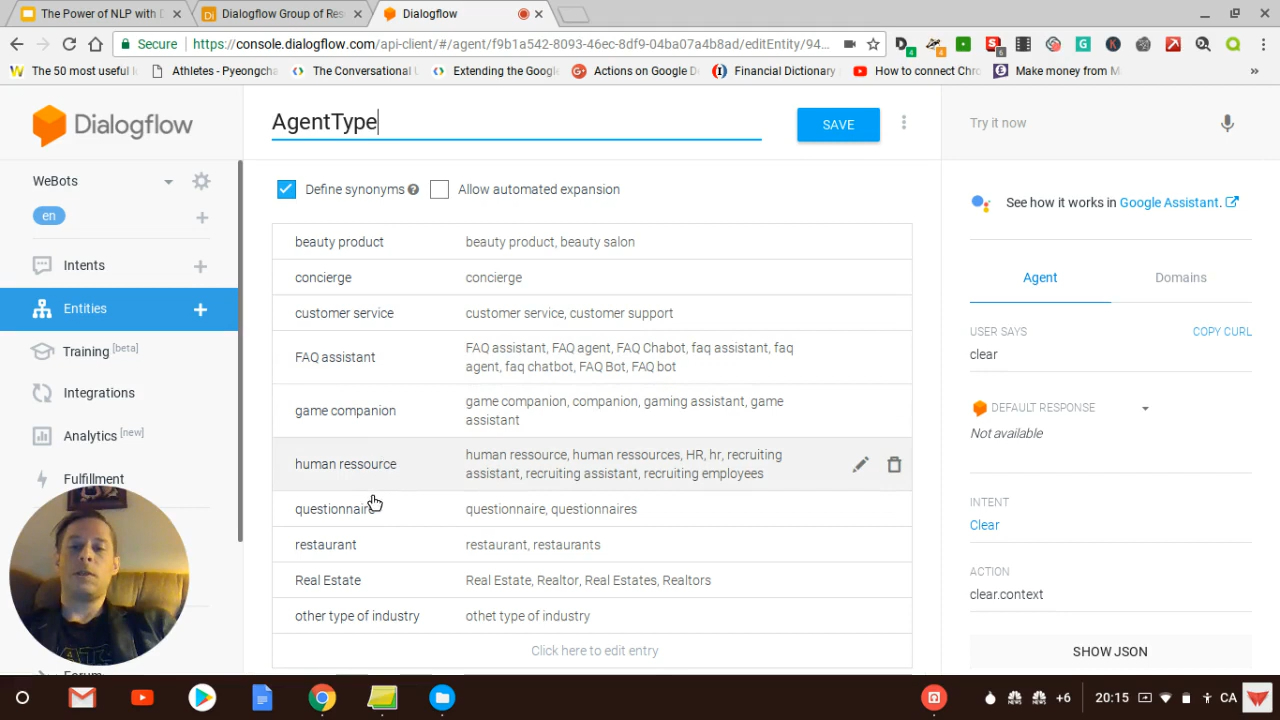 The Power of NLP with D
Dialogflow Group of Res
Dialogflow
Secure
https://console.dialogflow.com/api-client/#/agent/f9b1a542-8093-46ec-8df9-04ba07a4b8ad/editEntity/94...
The 50 most useful
Athletes - Pyeongcha
The Conversational
Extending the Google
Actions on Google D
Financial Dictionary
How to connect Chr
Make money from M
»
Dialogflow
AgentType
SAVE
Try it now
WeBots
en
Define synonyms
Allow automated expansion
See how it works in Google Assistant.
Intents
Entities
Training [beta]
Integrations
Analytics [new]
Fulfillment
Forum
beauty product
beauty product, beauty salon
concierge
concierge
customer service
customer service, customer support
FAQ assistant
FAQ assistant, FAQ agent, FAQ Chabot, faq assistant, faq
agent, faq chatbot, FAQ Bot, FAQ bot
game companion
game companion, companion, gaming assistant, game
assistant
human ressource
human ressource, human ressources, HR, hr, recruiting
assistant, recruiting assistant, recruiting employees
questionnaire
questionnaire, questionnaires
restaurant
restaurant, restaurants
Real Estate
Real Estate, Realtor, Real Estates, Realtors
other type of industry
othet type of industry
Click here to edit entry
Agent
Domains
USER SAYS
COPY CURL
clear
DEFAULT RESPONSE
Not available
INTENT
Clear
ACTION
clear.context
SHOW JSON
+6
20:15
CA